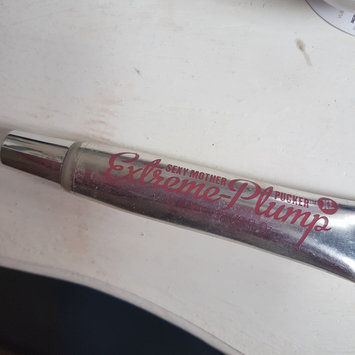 SEXY MOTHER PUCKER
Extreme-Plump XL